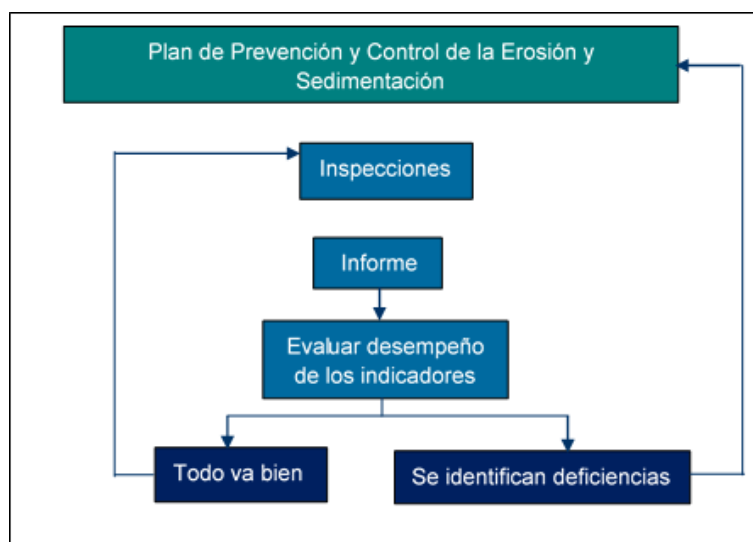 Plan de Prevención y Control de la Erosión y
Sedimentación
Inspecciones
Informe
Evaluar desempeño
de los indicadores
Todo va bien
Se identifican deficiencias